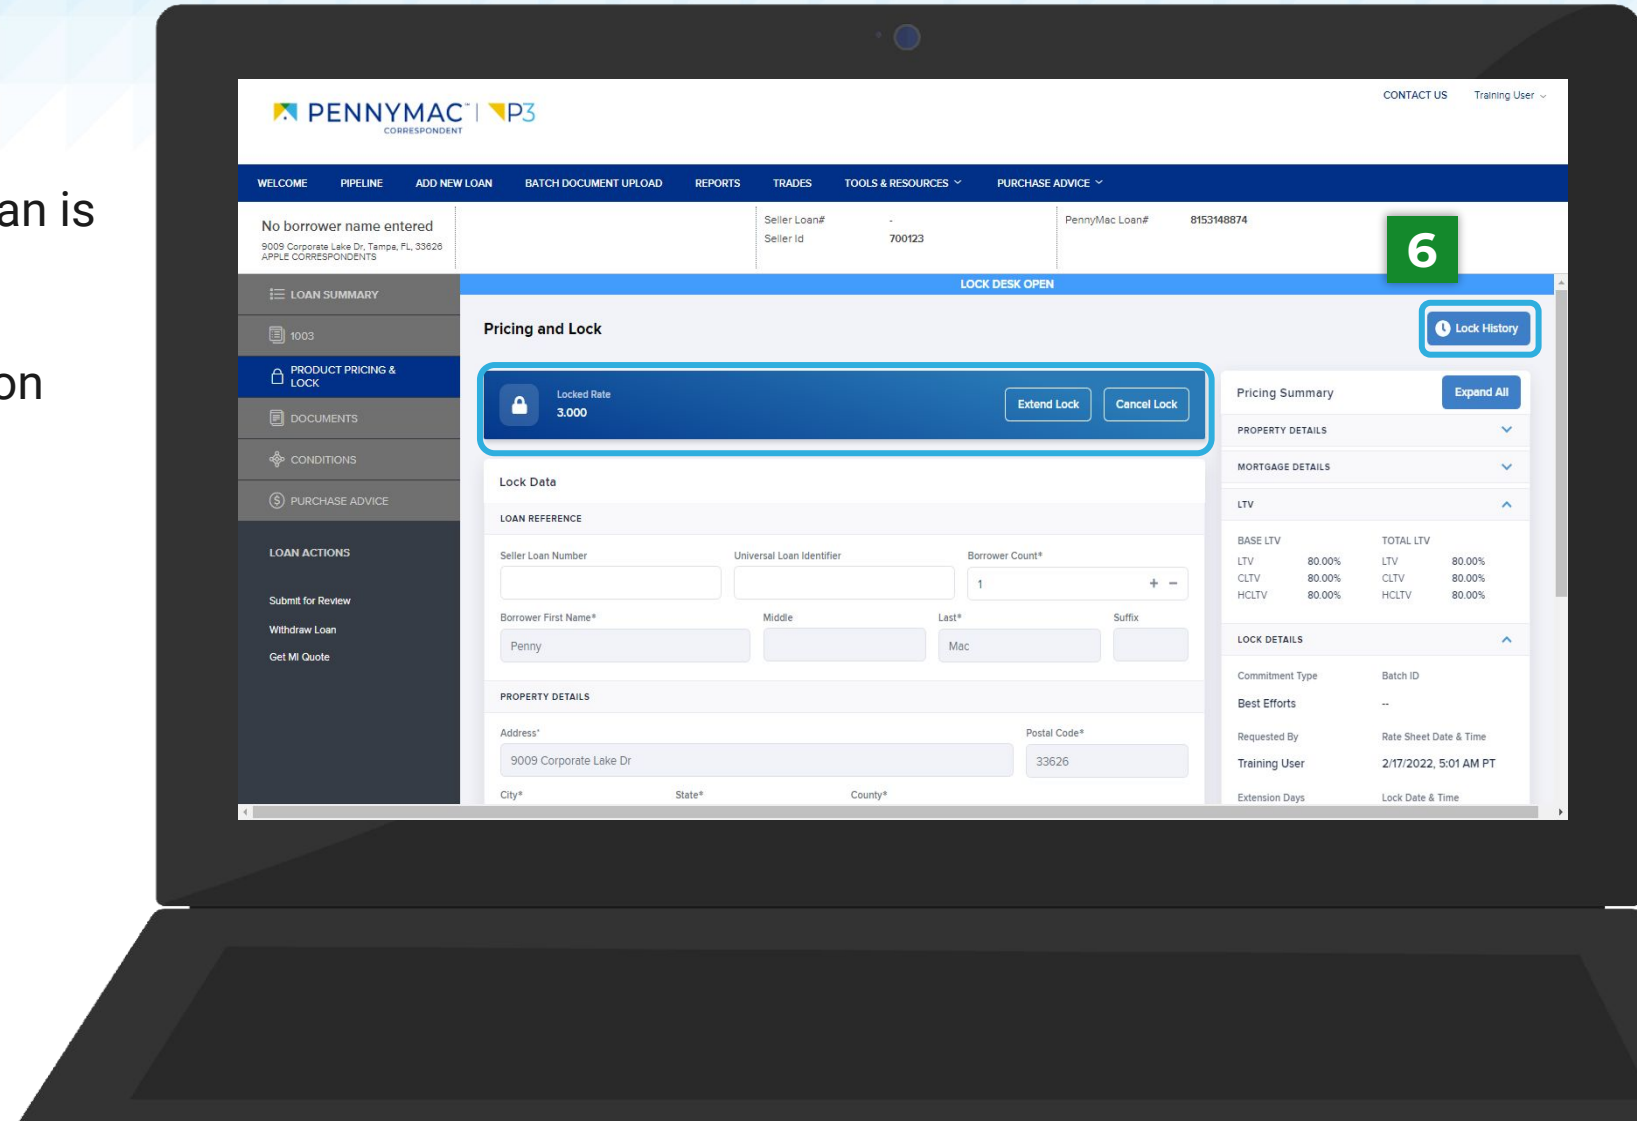 an is
on
PENNYMAC™ | P3
CORRESPONDENT
CONTACT US Training User
WELCOME PIPELINE ADD NEW LOAN BATCH DOCUMENT UPLOAD REPORTS TRADES TOOLS & RESOURCES PURCHASE ADVICE
No borrower name entered
9009 Corporate Lake Dr, Tampa, FL, 33626
APPLE CORRESPONDENTS
Seller Loan# -
Seller Id 700123
PennyMac Loan# 8153148874
6
LOCK DESK OPEN
LOAN SUMMARY
1003
PRODUCT PRICING &
LOCK
DOCUMENTS
CONDITIONS
PURCHASE ADVICE
LOAN ACTIONS
Submit for Review
Withdraw Loan
Get MI Quote
Pricing and Lock
Lock History
Locked Rate
3.000
Extend Lock Cancel Lock
Lock Data
LOAN REFERENCE
Seller Loan Number Universal Loan Identifier Borrower Count*
1 + −
Borrower First Name* Middle Last* Suffix
Penny Mac
PROPERTY DETAILS
Address* Postal Code*
9009 Corporate Lake Dr 33626
City* State* County*
Pricing Summary Expand All
PROPERTY DETAILS
MORTGAGE DETAILS
LTV
BASE LTV TOTAL LTV
LTV 80.00% LTV 80.00%
CLTV 80.00% CLTV 80.00%
HCLTV 80.00% HCLTV 80.00%
LOCK DETAILS
Commitment Type Batch ID
Best Efforts --
Requested By Rate Sheet Date & Time
Training User 2/17/2022, 5:01 AM PT
Extension Days Lock Date & Time